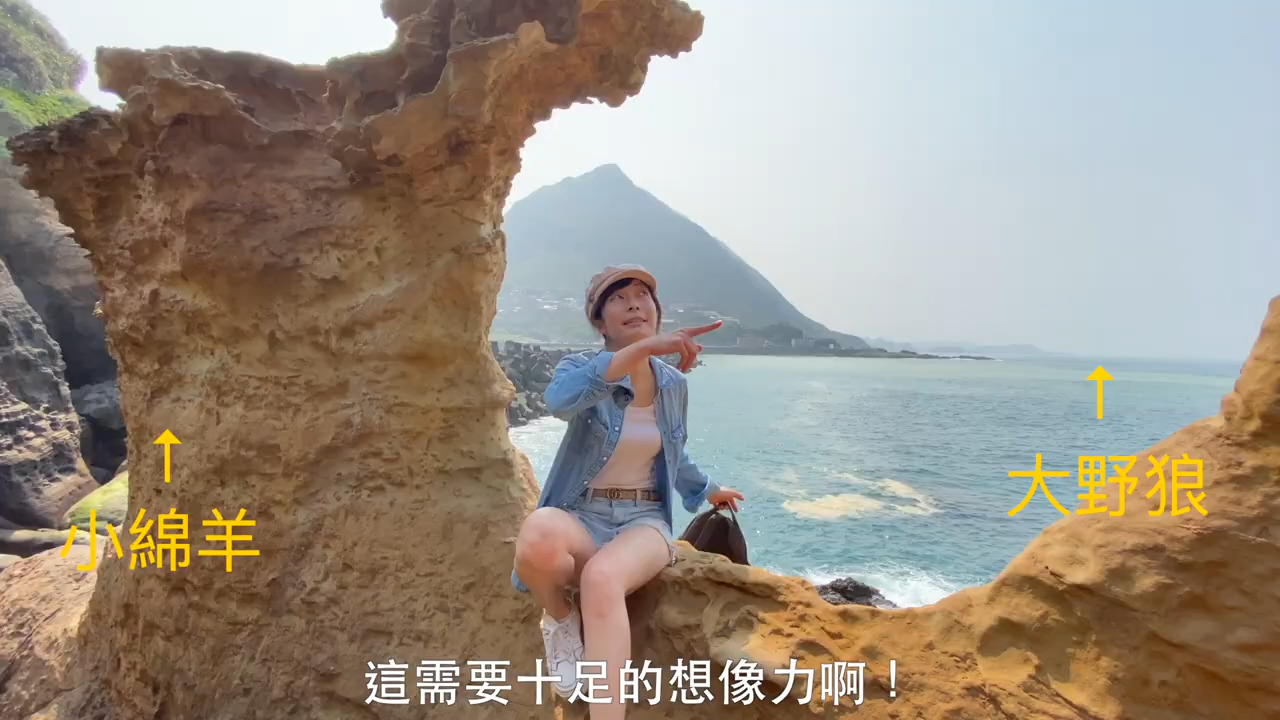 ↑
大野狼
↑
小綿羊
這需要十足的想像力啊！